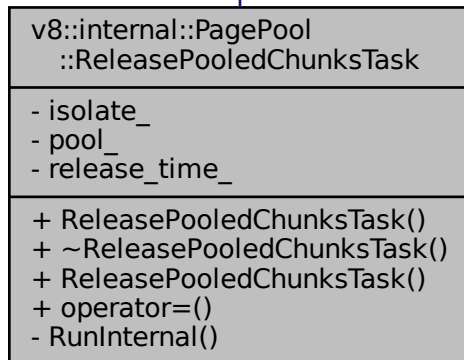 v8::internal::PagePool
::ReleasePooledChunksTask
- isolate_
- pool_
- release_time_
+ ReleasePooledChunksTask()
+ ~ReleasePooledChunksTask()
+ ReleasePooledChunksTask()
+ operator=()
- RunInternal()